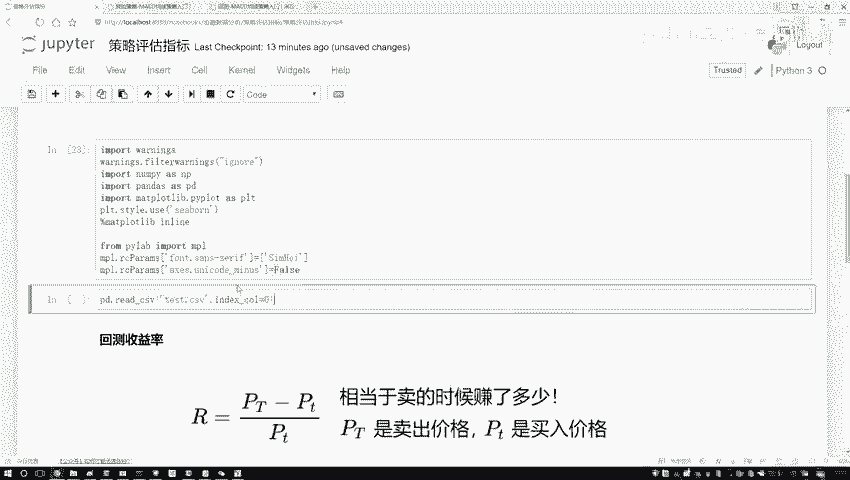 jupyter 策略评估指标 Last Checkpoint: 13 minutes ago (unsaved changes)
Logout
File Edit View Insert Cell Kernel Widgets Help
Trusted
Python 3
Code
In [23]:
import warnings
warnings.filterwarnings("ignore")
import numpy as np
import pandas as pd
import matplotlib.pyplot as plt
plt.style.use('seaborn')
%matplotlib inline
from pylab import mpl
mpl.rcParams['font.sans-serif']=['SimHei']
mpl.rcParams['axes.unicode_minus']=False
In [ ]:
pd.read_csv("test.csv",index_col=0)
回测收益率
R = (P_T − P_t) / P_t
相当于卖的时候赚了多少！
P_T 是卖出价格，P_t 是买入价格